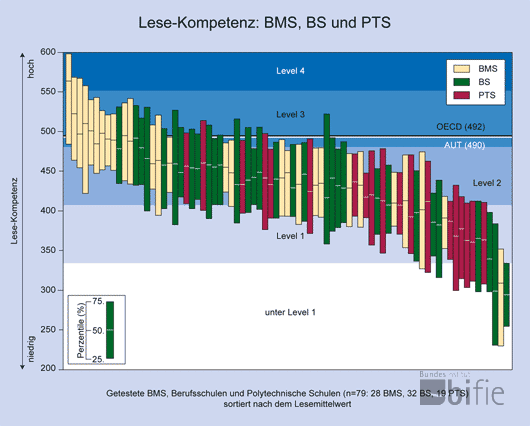 Lese-Kompetenz: BMS, BS und PTS
hoch
Lese-Kompetenz
niedrig
600
550
500
450
400
350
300
250
200
Level 4
Level 3
OECD (492)
AUT (490)
Level 2
Level 1
unter Level 1
BMS
BS
PTS
Perzentile (%)
75.
50.
25.
Bundesinstitut
bifie
Getestete BMS, Berufsschulen und Polytechnische Schulen (n=79: 28 BMS, 32 BS, 19 PTS)
sortiert nach dem Lesemittelwert